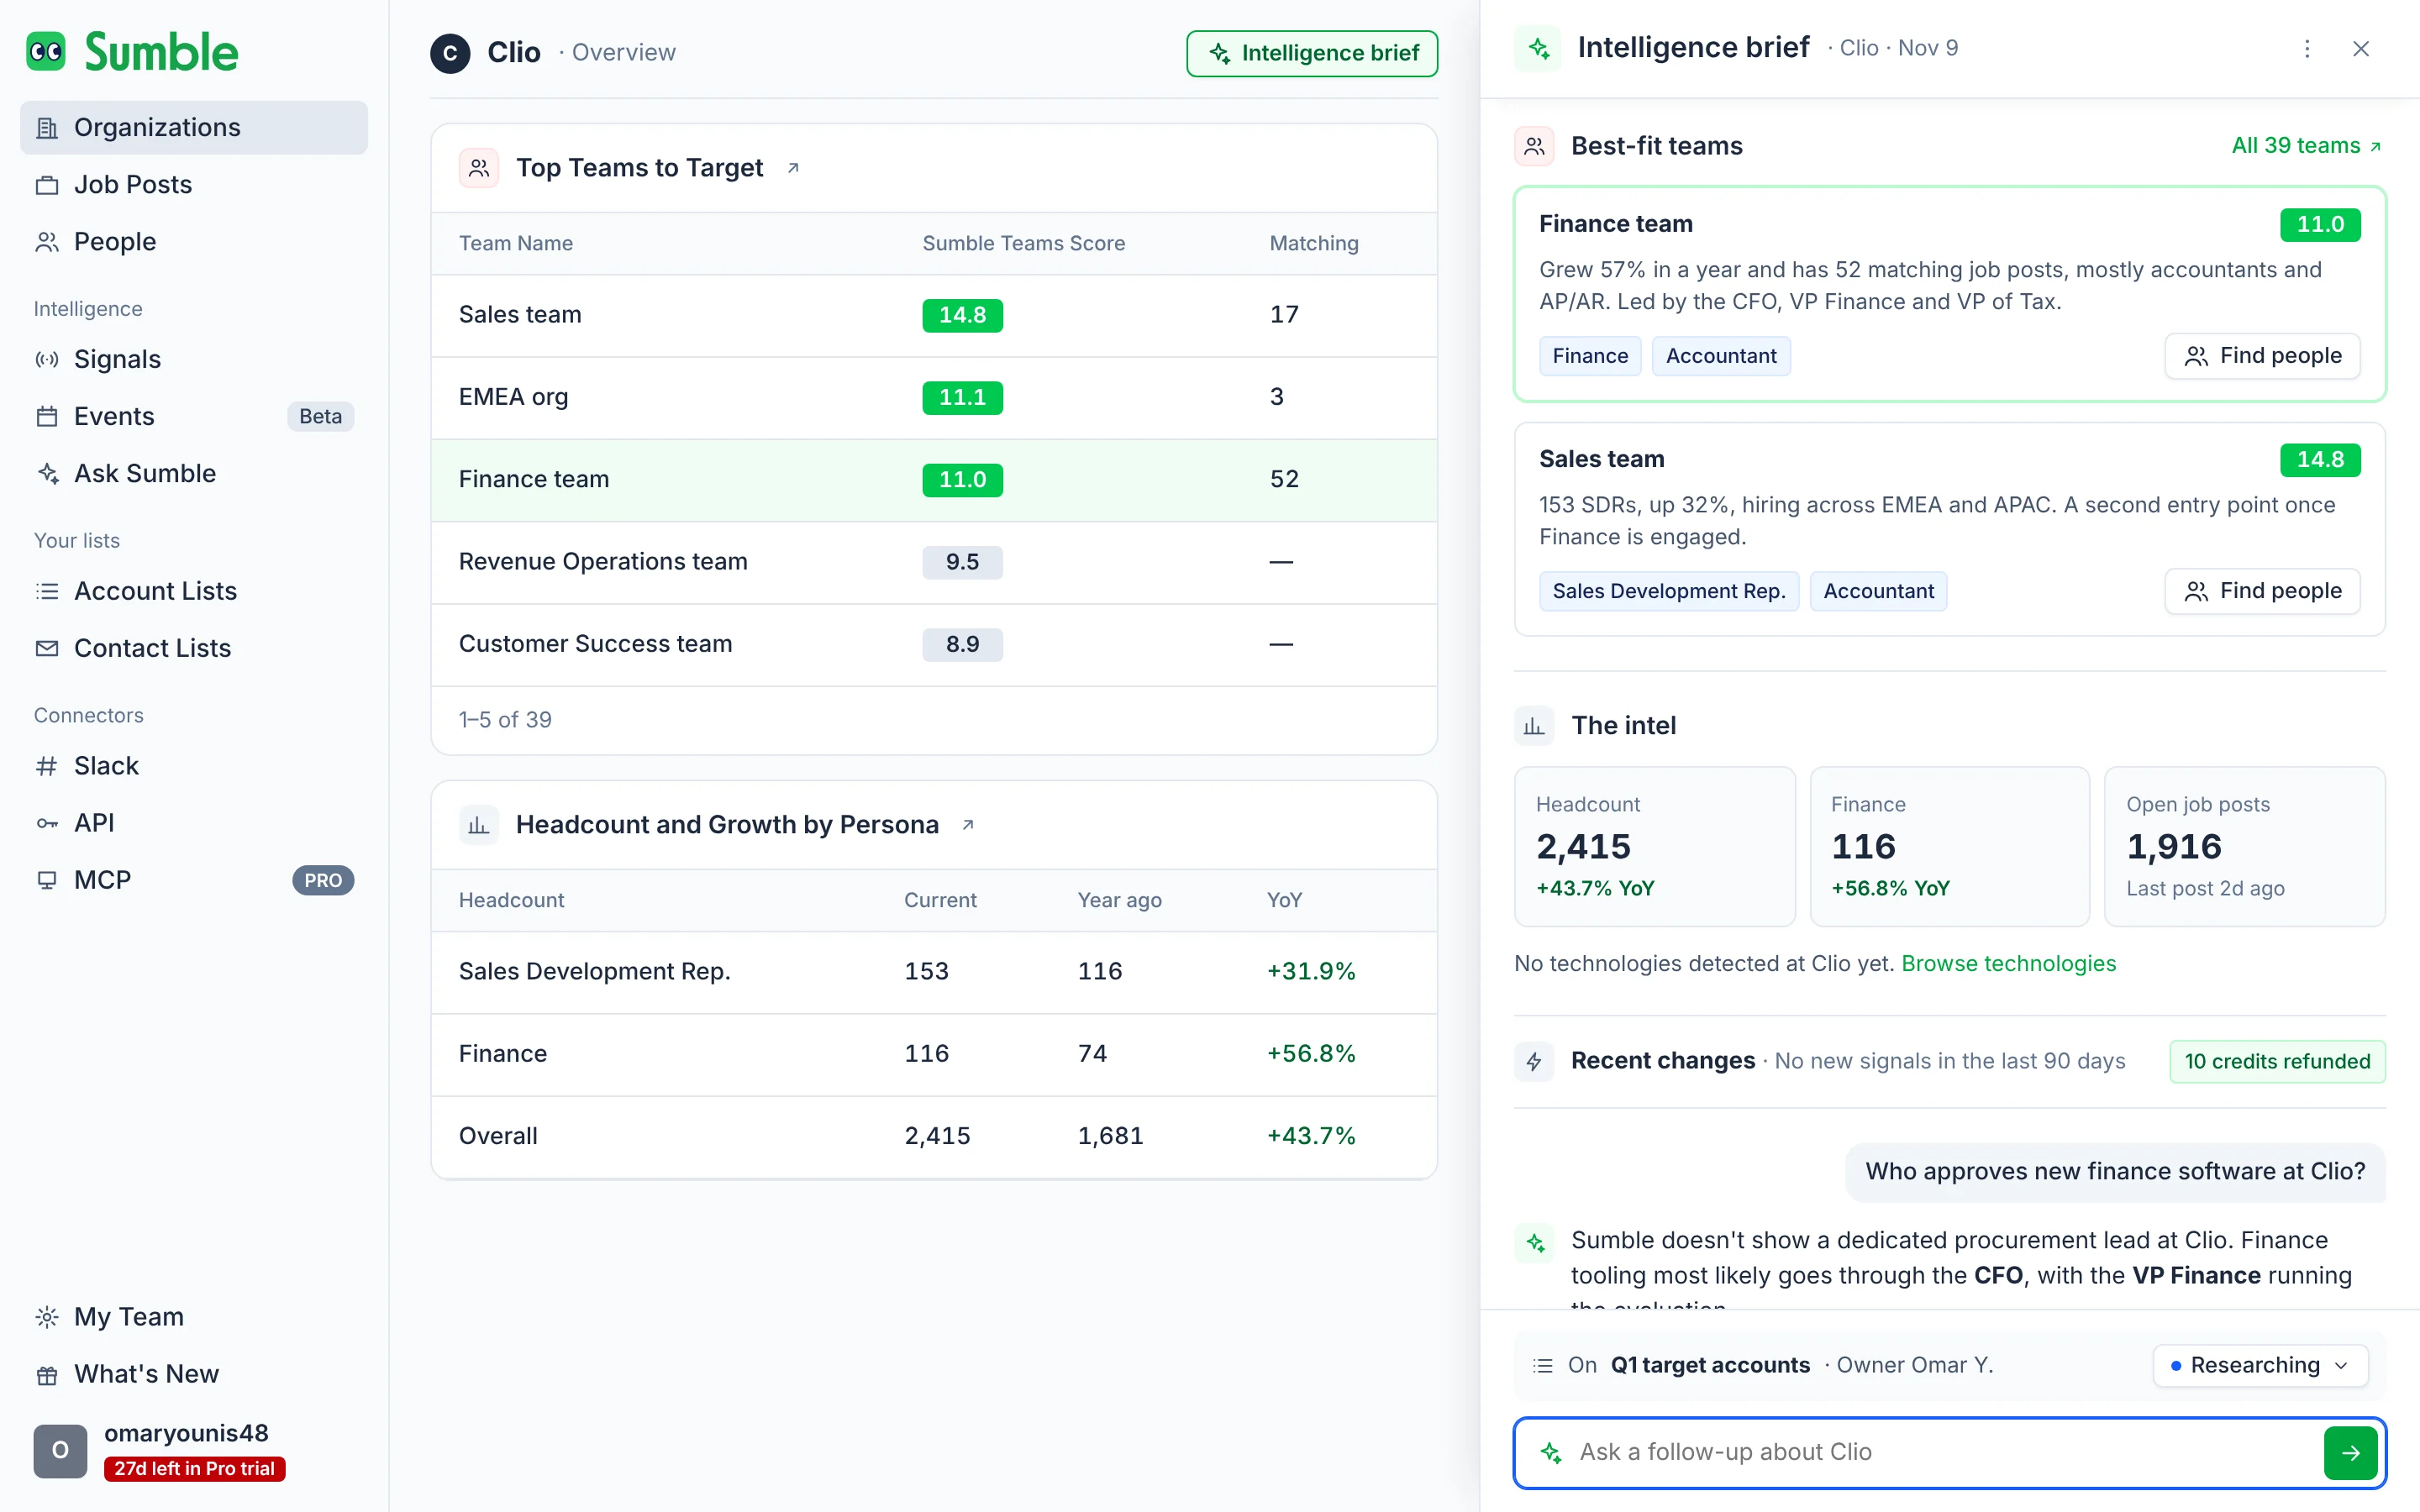 Sumble
Organizations
Job Posts
People
Intelligence
Signals
Events
Beta
Ask Sumble
Your lists
Account Lists
Contact Lists
Connectors
Slack
API
MCP
PRO
My Team
What's New
O
omaryounis48
27d left in Pro trial
C
Clio · Overview
Intelligence brief
Top Teams to Target
Team Name Sumble Teams Score Matching
Sales team 14.8 17
EMEA org 11.1 3
Finance team 11.0 52
Revenue Operations team 9.5 —
Customer Success team 8.9 —
1–5 of 39
Headcount and Growth by Persona
Headcount Current Year ago YoY
Sales Development Rep. 153 116 +31.9%
Finance 116 74 +56.8%
Overall 2,415 1,681 +43.7%
Intelligence brief · Clio · Nov 9
Best-fit teams
All 39 teams
Finance team
11.0
Grew 57% in a year and has 52 matching job posts, mostly accountants and
AP/AR. Led by the CFO, VP Finance and VP of Tax.
Finance Accountant
Find people
Sales team
14.8
153 SDRs, up 32%, hiring across EMEA and APAC. A second entry point once
Finance is engaged.
Sales Development Rep. Accountant
Find people
The intel
Headcount
2,415
+43.7% YoY
Finance
116
+56.8% YoY
Open job posts
1,916
Last post 2d ago
No technologies detected at Clio yet. Browse technologies
Recent changes · No new signals in the last 90 days
10 credits refunded
Who approves new finance software at Clio?
Sumble doesn't show a dedicated procurement lead at Clio. Finance
tooling most likely goes through the CFO, with the VP Finance running
the evaluation.
On Q1 target accounts · Owner Omar Y.
Researching
Ask a follow-up about Clio